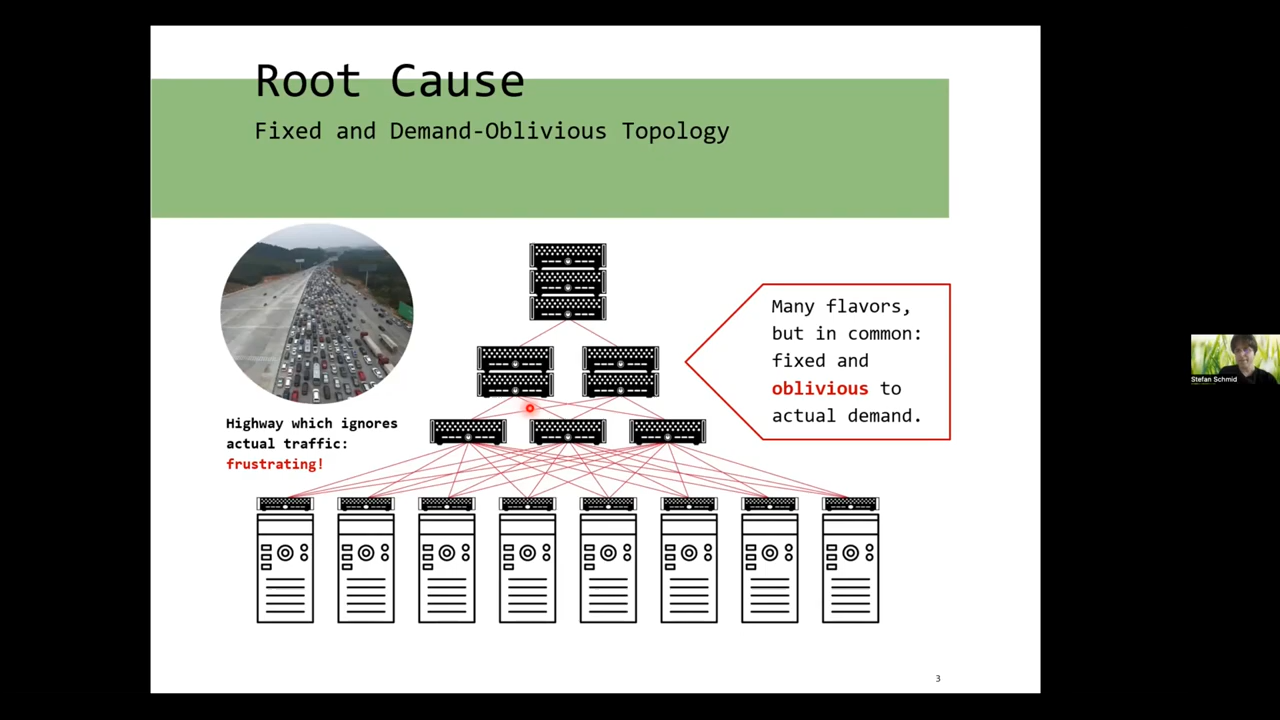 Root Cause
Fixed and Demand-Oblivious Topology
Many flavors,
but in common:
fixed and
oblivious to
actual demand.
Highway which ignores
actual traffic:
frustrating!
Stefan Schmid
3